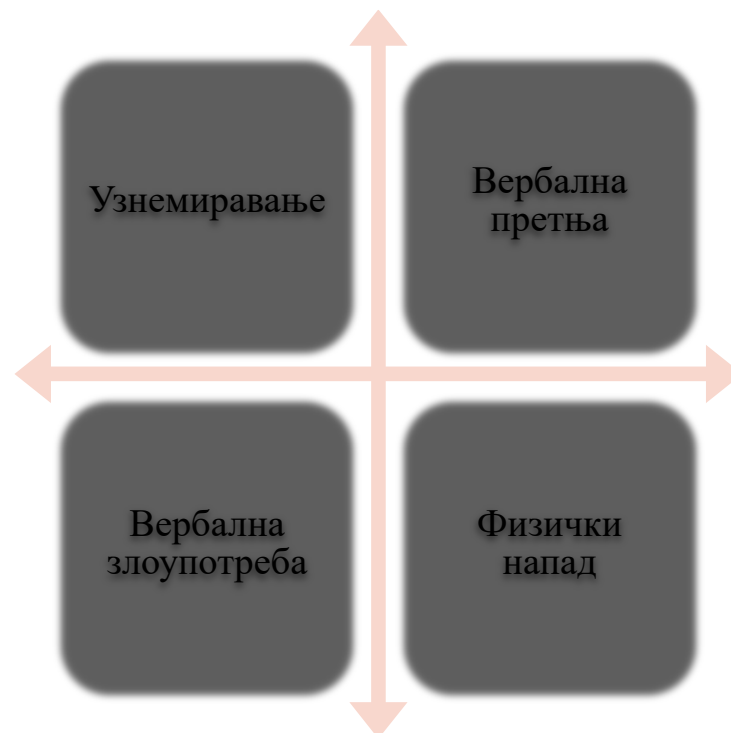 Узнемиравање
Вербална
претња
Вербална
злоупотреба
Физички
напад